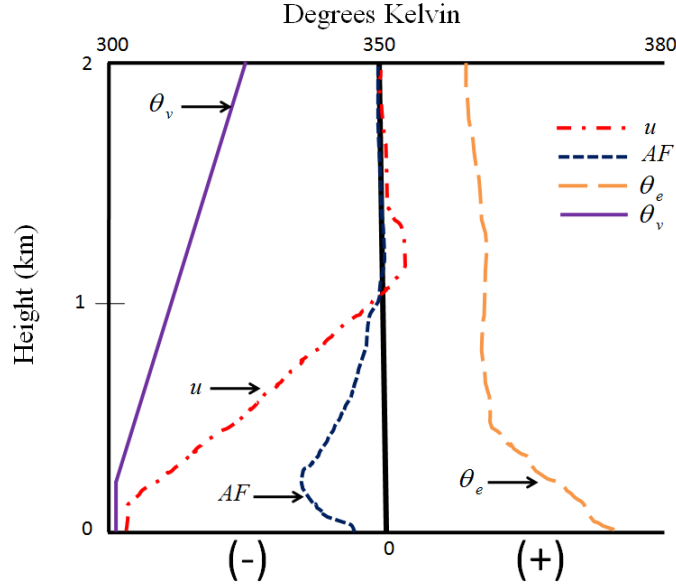 Degrees Kelvin
300 350 380
2
θv
u
AF
θe
θv
Height (km)
1
u
AF
θe
0
0
(-) (+)